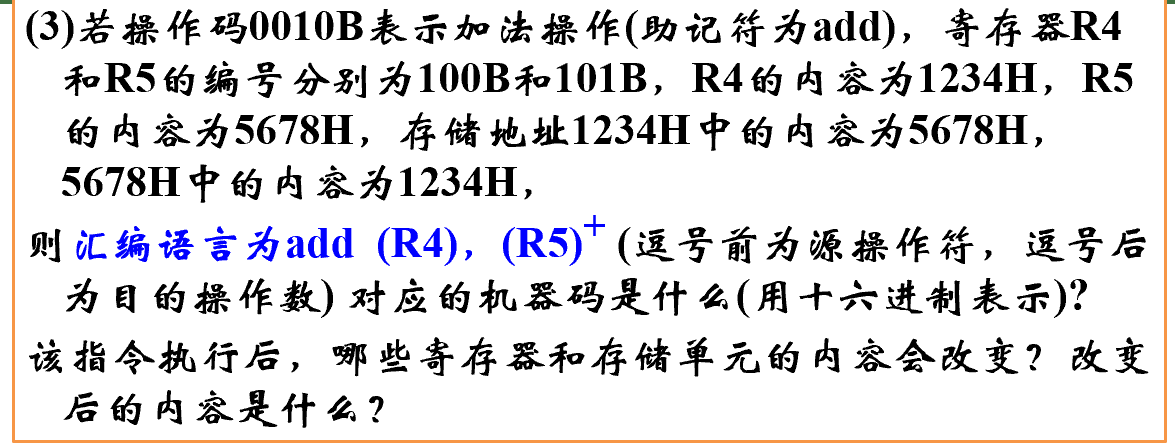 (3)若操作码0010B表示加法操作(助记符为add)，寄存器R4
和R5的编号分别为100B和101B，R4的内容为1234H，R5
的内容为5678H，存储地址1234H中的内容为5678H，
5678H中的内容为1234H，
则汇编语言为add (R4)，(R5)⁺ (逗号前为源操作符，逗号后
为目的操作数) 对应的机器码是什么(用十六进制表示)?
该指令执行后，哪些寄存器和存储单元的内容会改变？改变
后的内容是什么？